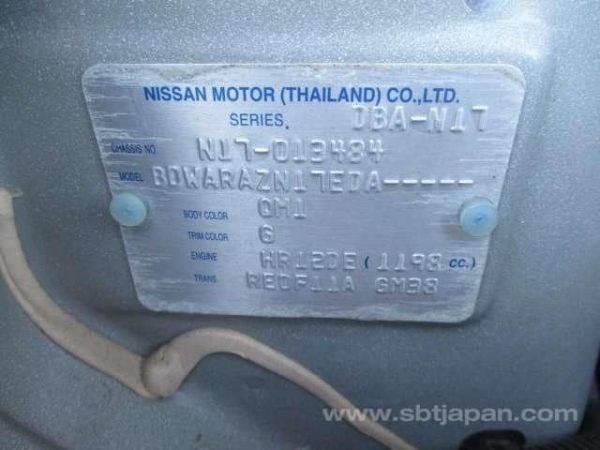 NISSAN MOTOR (THAILAND) CO.,LTD.
SERIES. DBA-N17
CHASSIS NO N17-013484
MODEL BDWARAZN17EDA-----
BODY COLOR QM1
TRIM COLOR G
ENGINE HR12DE (1198 cc.)
TRANS RE0F11A GM38
www.sbtjapan.com